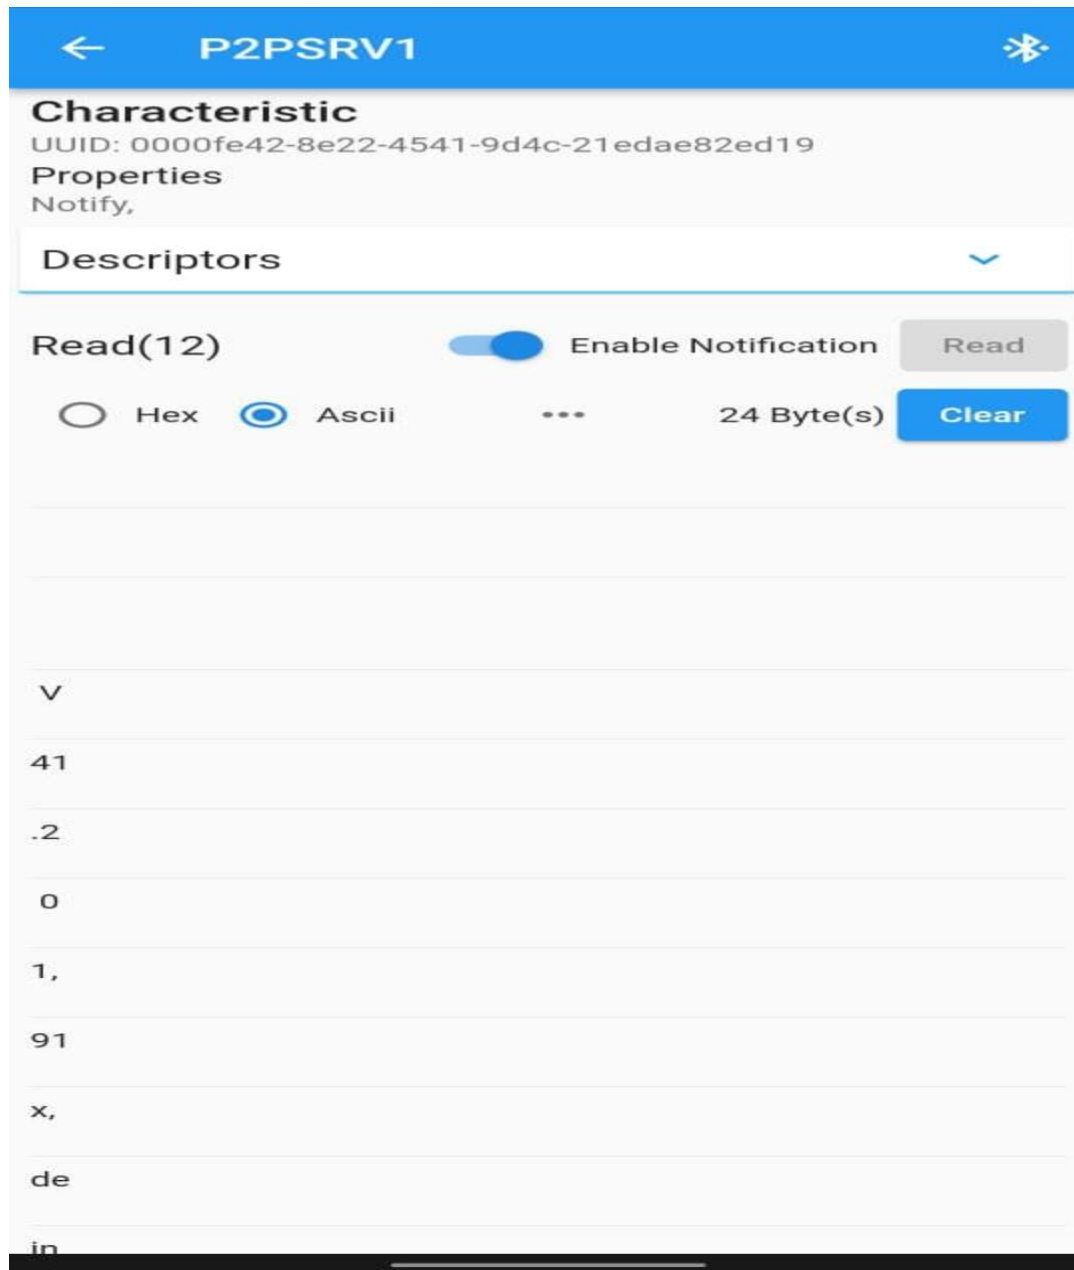 P2PSRV1
Characteristic
UUID: 0000fe42-8e22-4541-9d4c-21edae82ed19
Properties
Notify,
Descriptors
Read(12) Enable Notification Read
Hex Ascii ... 24 Byte(s) Clear
V
41
.2
0
1,
91
x,
de
in